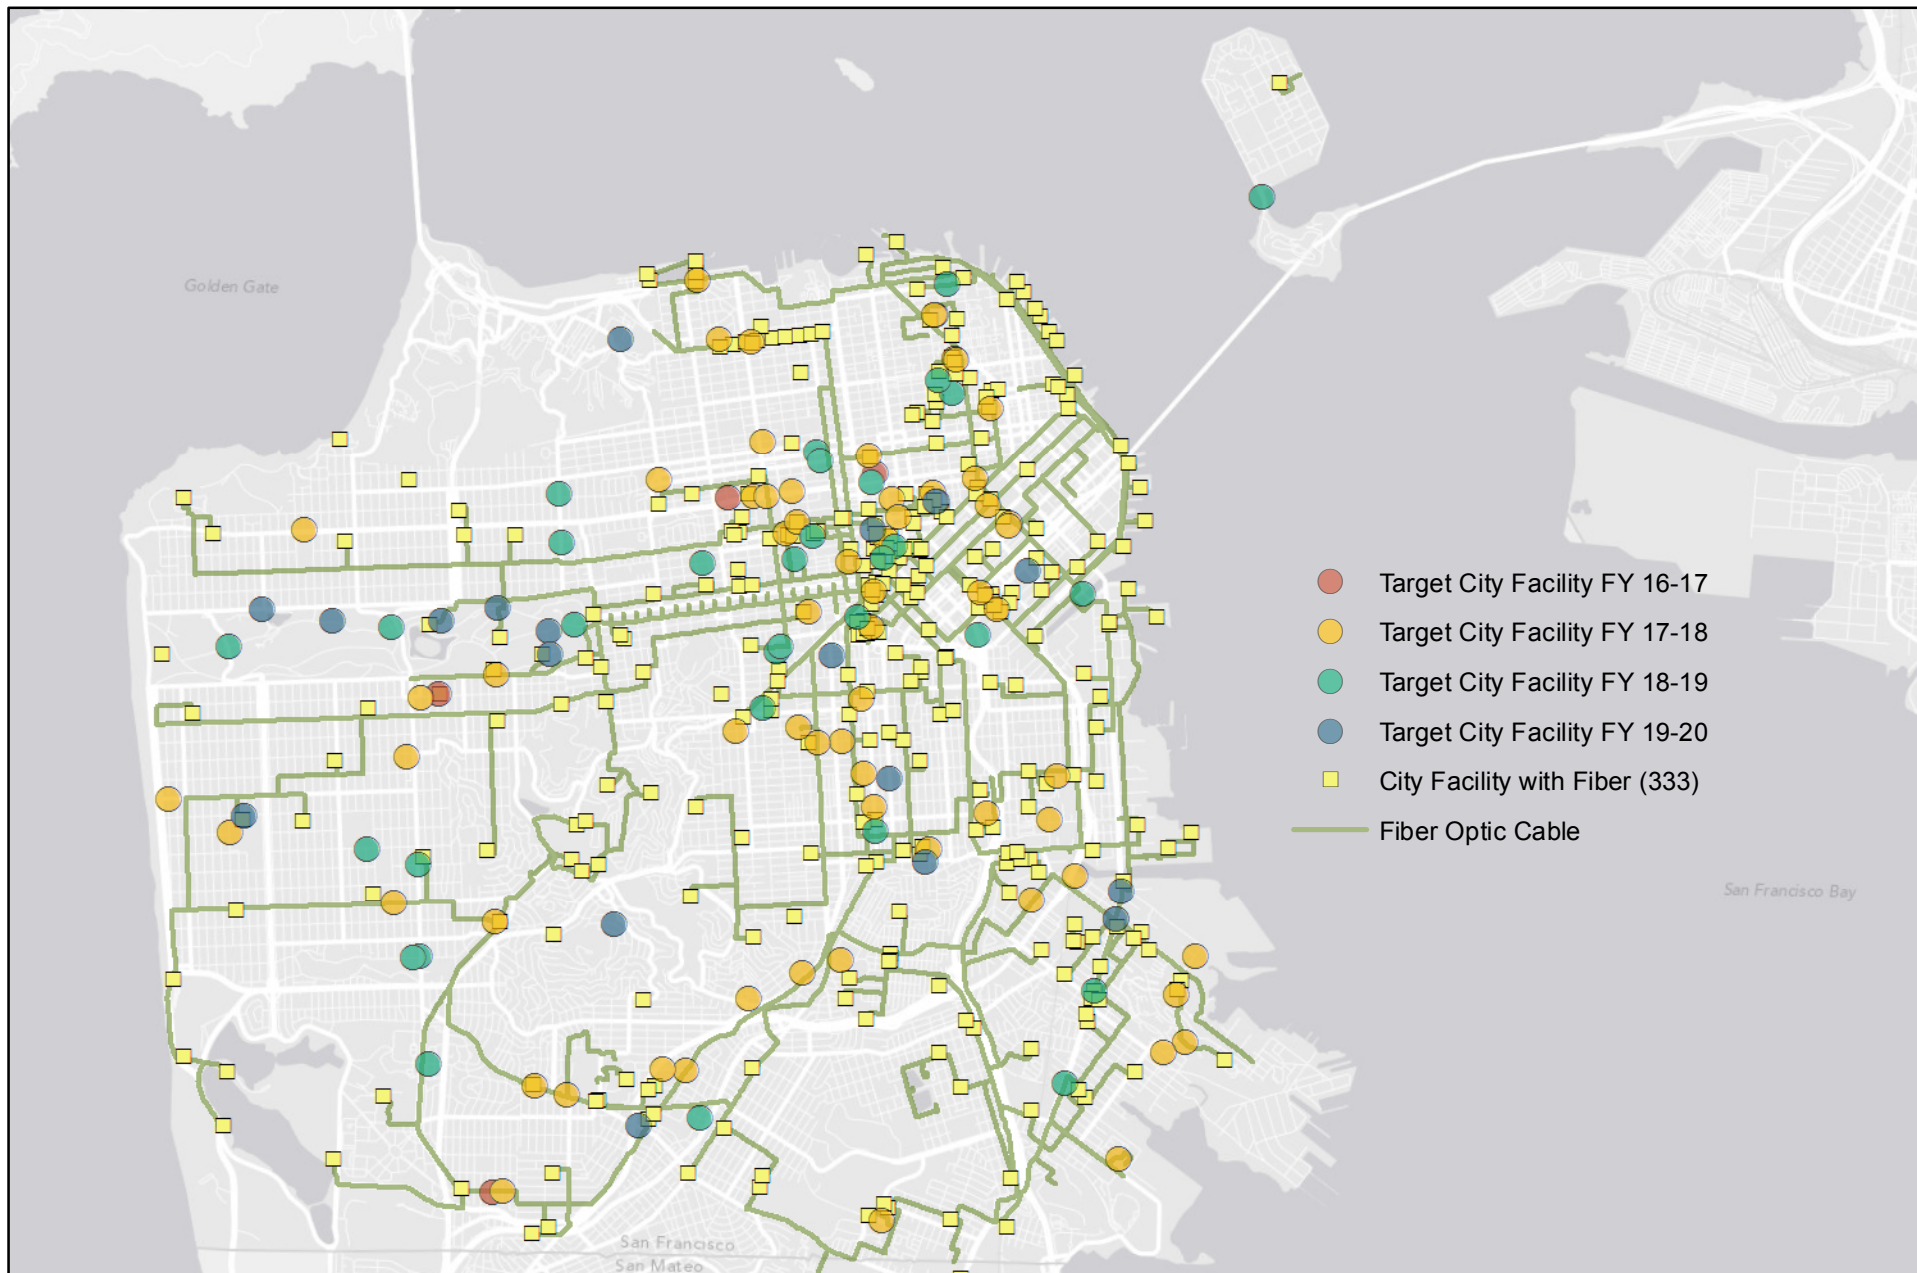 Golden Gate
Target City Facility FY 16-17
Target City Facility FY 17-18
Target City Facility FY 18-19
Target City Facility FY 19-20
City Facility with Fiber (333)
Fiber Optic Cable
San Francisco Bay
San Francisco
San Mateo